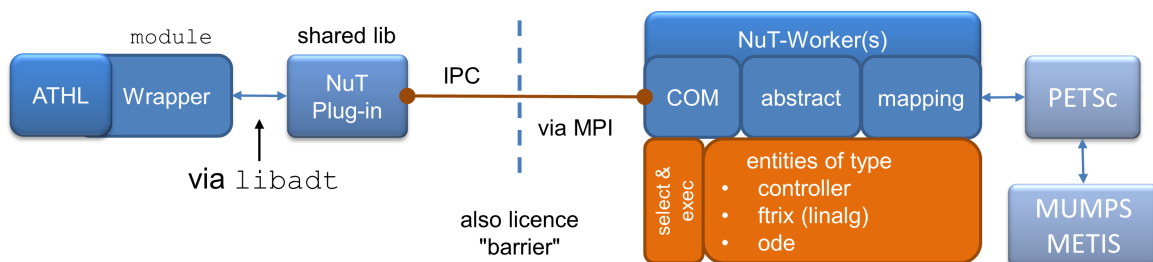 module
shared lib
ATHL
Wrapper
NuT
Plug-in
via libadt
IPC
via MPI
also licence
"barrier"
NuT-Worker(s)
COM
abstract
mapping
select &
exec
entities of type
• controller
• ftrix (linalg)
• ode
PETSc
MUMPS
METIS